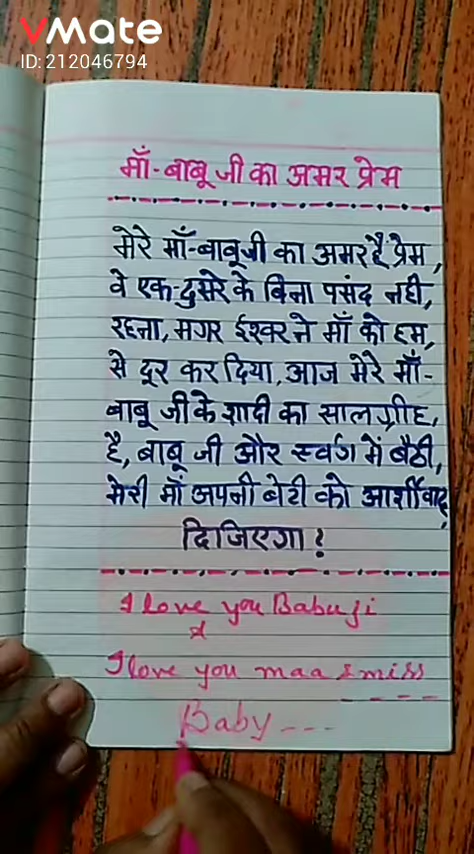 VMate
ID: 212046794
माँ-बाबू जी का अमर प्रेम
मेरे माँ-बाबूजी का अमर है प्रेम,
वे एक-दुसरे के बिना पसंद नही,
रहना, मगर ईश्वर ने माँ को हम,
से दूर कर दिया, आज मेरे माँ-
बाबू जी के शादी का सालग्रीह,
है, बाबू जी और स्वर्ग में बैठी,
मेरी माँ अपनी बेटी को आर्शीवाद,
दिजिएगा?
I love you Babuji
&
I love you maa & miss
Baby ---